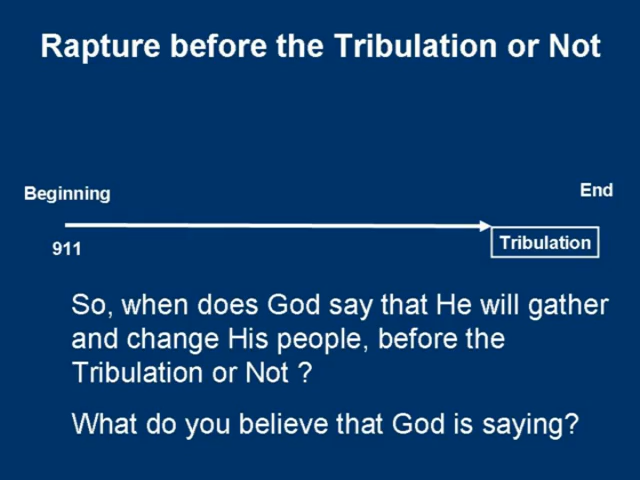 Rapture before the Tribulation or Not
Beginning
End
911
Tribulation
So, when does God say that He will gather
and change His people, before the
Tribulation or Not ?
What do you believe that God is saying?